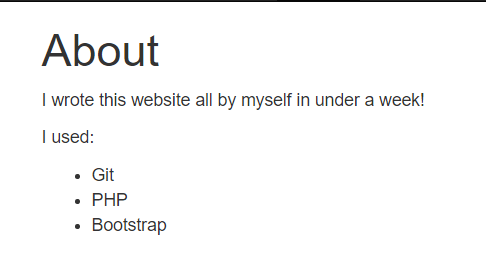 About
I wrote this website all by myself in under a week!
I used:
Git
PHP
Bootstrap